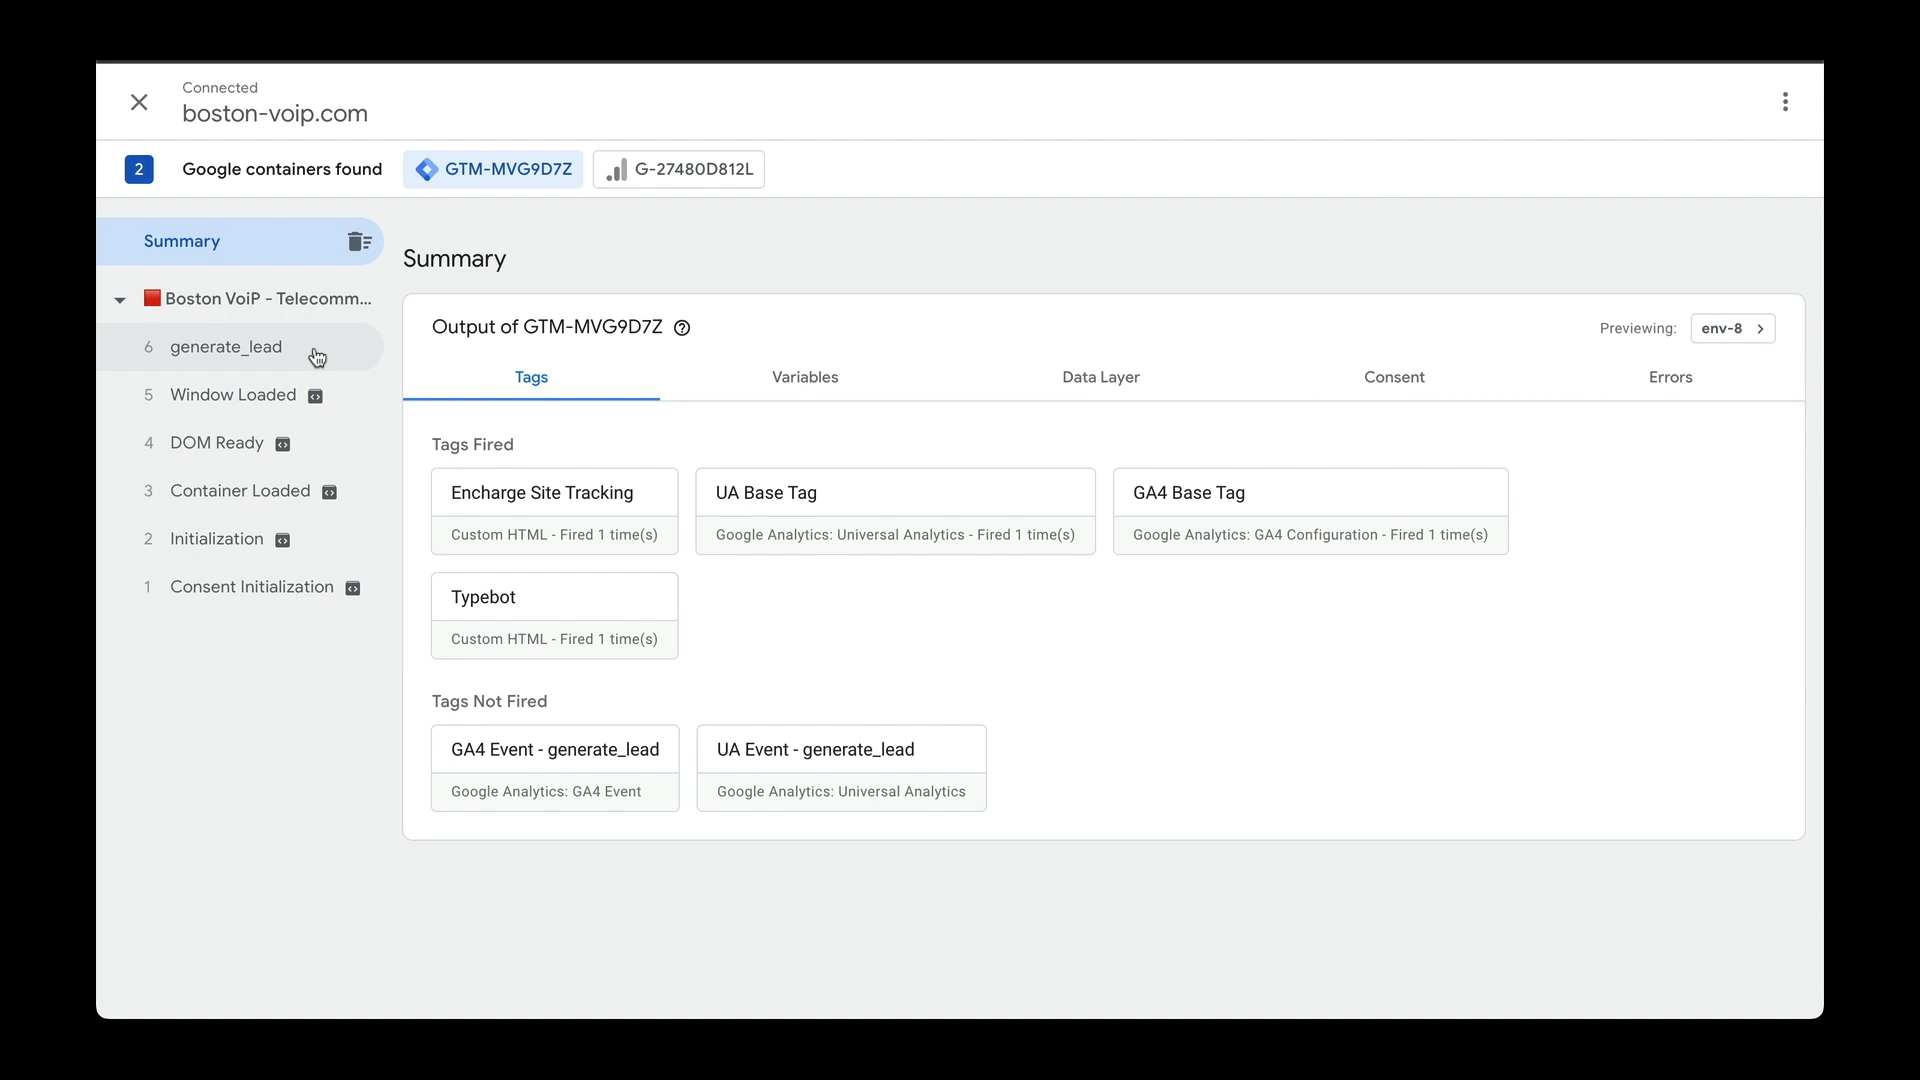 Connected
boston-voip.com
2 Google containers found GTM-MVG9D7Z G-27480D812L
Summary
Boston VoiP - Telecomm...
6 generate_lead
5 Window Loaded
4 DOM Ready
3 Container Loaded
2 Initialization
1 Consent Initialization
Summary
Output of GTM-MVG9D7Z
Previewing: env-8
Tags Variables Data Layer Consent Errors
Tags Fired
Encharge Site Tracking
Custom HTML - Fired 1 time(s)
UA Base Tag
Google Analytics: Universal Analytics - Fired 1 time(s)
GA4 Base Tag
Google Analytics: GA4 Configuration - Fired 1 time(s)
Typebot
Custom HTML - Fired 1 time(s)
Tags Not Fired
GA4 Event - generate_lead
Google Analytics: GA4 Event
UA Event - generate_lead
Google Analytics: Universal Analytics